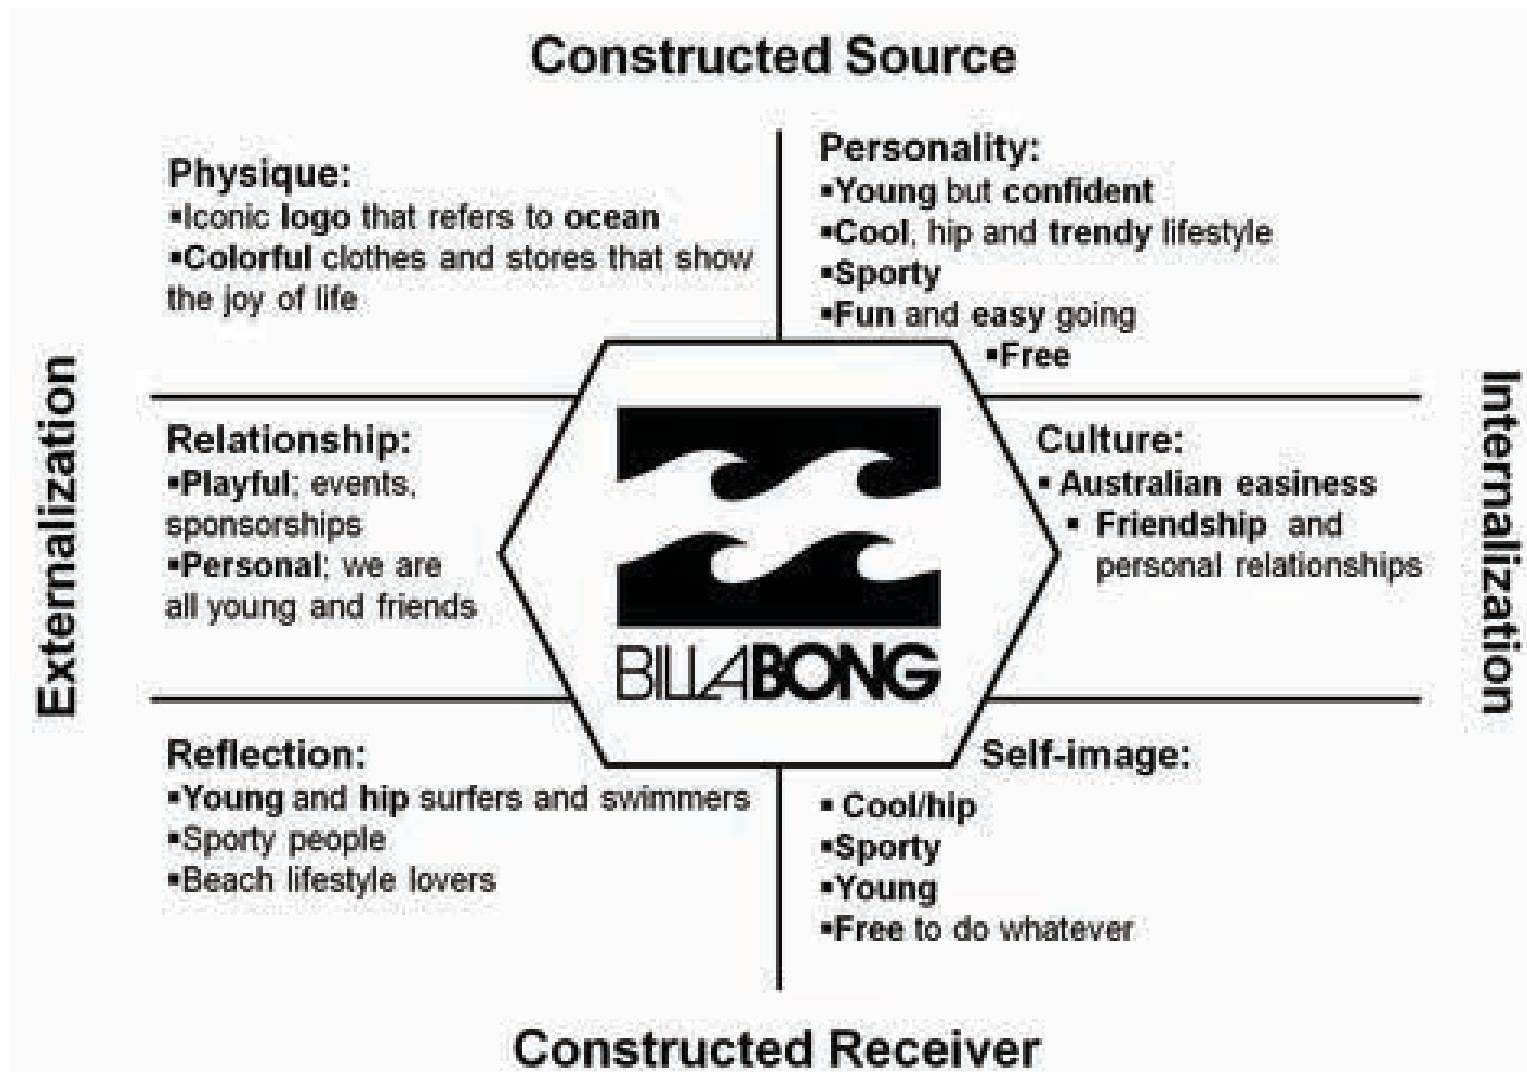 Constructed Source
Physique:
▪Iconic logo that refers to ocean
▪Colorful clothes and stores that show
the joy of life
Personality:
▪Young but confident
▪Cool, hip and trendy lifestyle
▪Sporty
▪Fun and easy going
▪Free
Externalization
Relationship:
▪Playful; events,
sponsorships
▪Personal; we are
all young and friends
BILLABONG
Culture:
▪ Australian easiness
▪ Friendship and
personal relationships
Internalization
Reflection:
▪Young and hip surfers and swimmers
▪Sporty people
▪Beach lifestyle lovers
Self-image:
▪ Cool/hip
▪Sporty
▪Young
▪Free to do whatever
Constructed Receiver